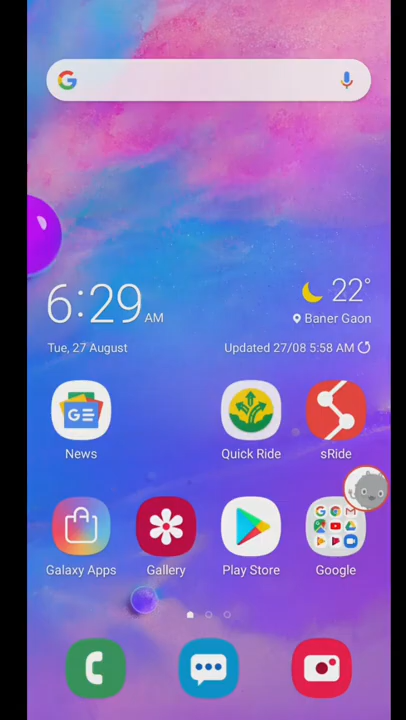 6:29 AM
22°
Baner Gaon
Tue, 27 August
Updated 27/08 5:58 AM
GE
News
Quick Ride
sRide
Galaxy Apps
Gallery
Play Store
Google